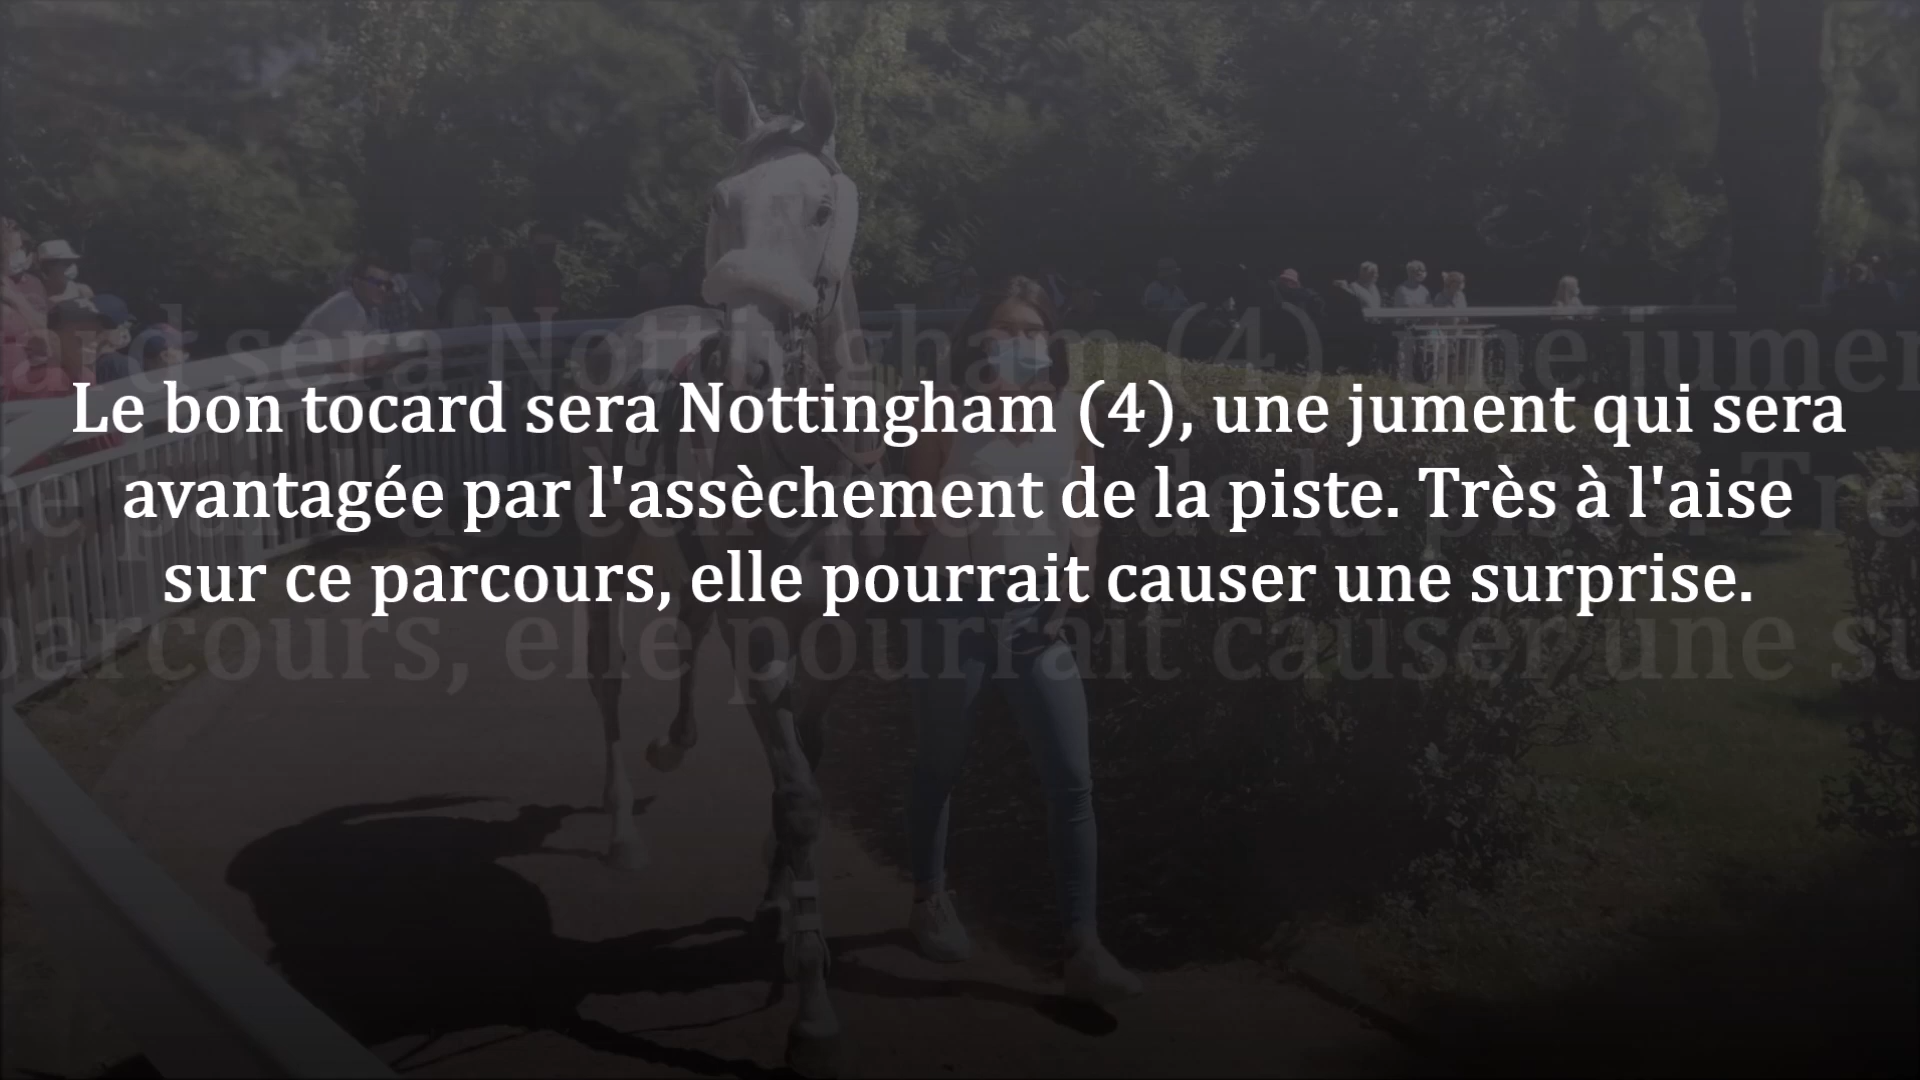 Le bon tocard sera Nottingham (4), une jument qui sera
avantagée par l'assèchement de la piste. Très à l'aise
sur ce parcours, elle pourrait causer une surprise.